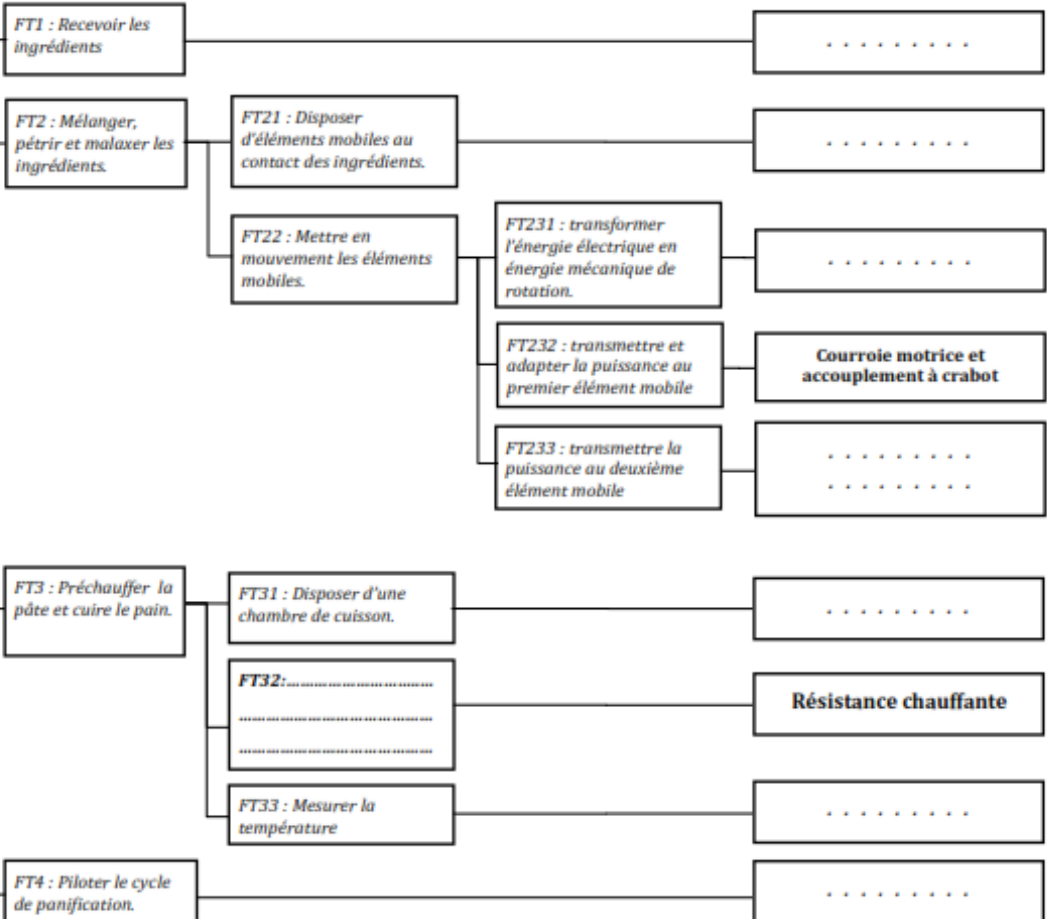 FT1 : Recevoir les
ingrédients
. . . . . . . . .
FT2 : Mélanger,
pétrir et malaxer les
ingrédients.
FT21 : Disposer
d'éléments mobiles au
contact des ingrédients.
. . . . . . . . .
FT22 : Mettre en
mouvement les éléments
mobiles.
FT231 : transformer
l'énergie électrique en
énergie mécanique de
rotation.
. . . . . . . . .
FT232 : transmettre et
adapter la puissance au
premier élément mobile
Courroie motrice et
accouplement à crabot
FT233 : transmettre la
puissance au deuxième
élément mobile
. . . . . . . . .
. . . . . . . . .
FT3 : Préchauffer la
pâte et cuire le pain.
FT31 : Disposer d'une
chambre de cuisson.
. . . . . . . . .
FT32:................................
..........................................
..........................................
Résistance chauffante
FT33 : Mesurer la
température
. . . . . . . . .
FT4 : Piloter le cycle
de panification.
. . . . . . . . .